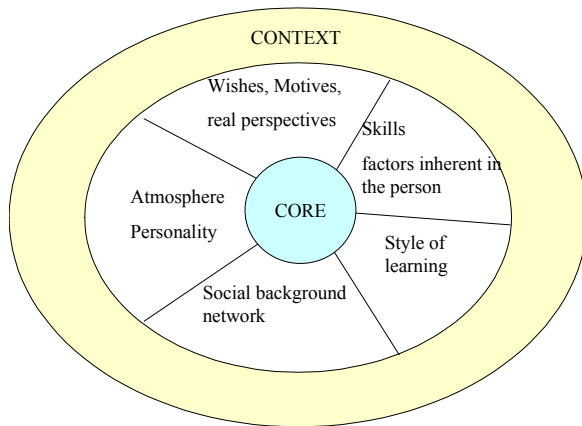 CONTEXT
Wishes, Motives,
real perspectives
Skills
factors inherent in
the person
Atmosphere
Personality
CORE
Style of
learning
Social background
network